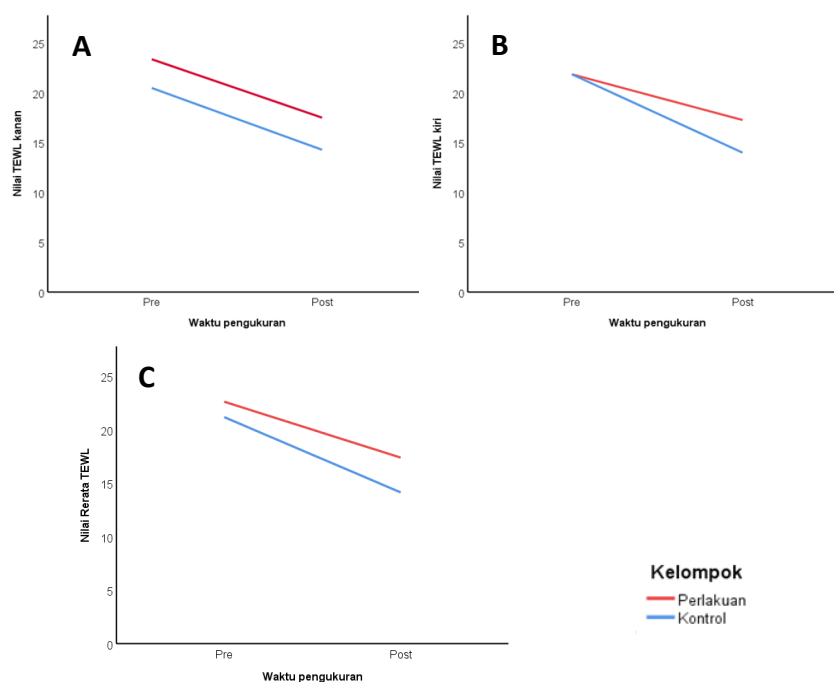 A
25
20
15
10
5
0
Nilai TEWL kanan
Pre
Post
Waktu pengukuran
B
25
20
15
10
5
0
Nilai TEWL kiri
Pre
Post
Waktu pengukuran
C
25
20
15
10
5
0
Nilai Rerata TEWL
Pre
Post
Waktu pengukuran
Kelompok
Perlakuan
Kontrol